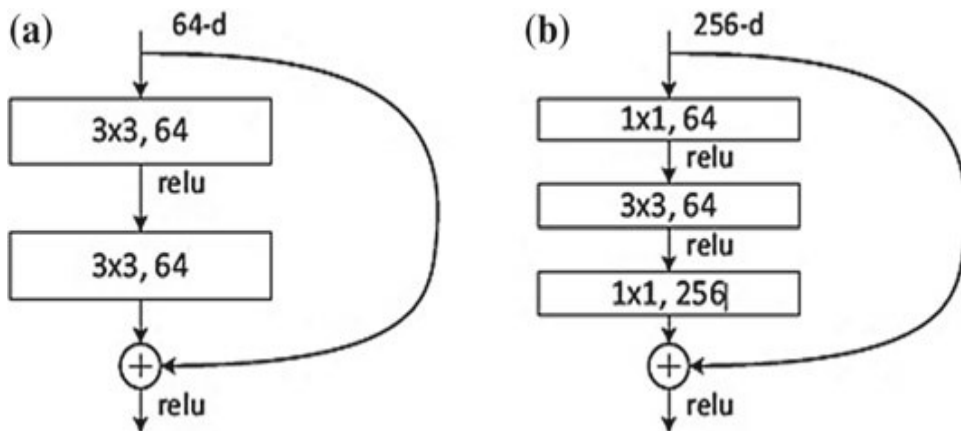 (a)
64-d
3x3, 64
relu
3x3, 64
+
relu
(b)
256-d
1x1, 64
relu
3x3, 64
relu
1x1, 256
+
relu